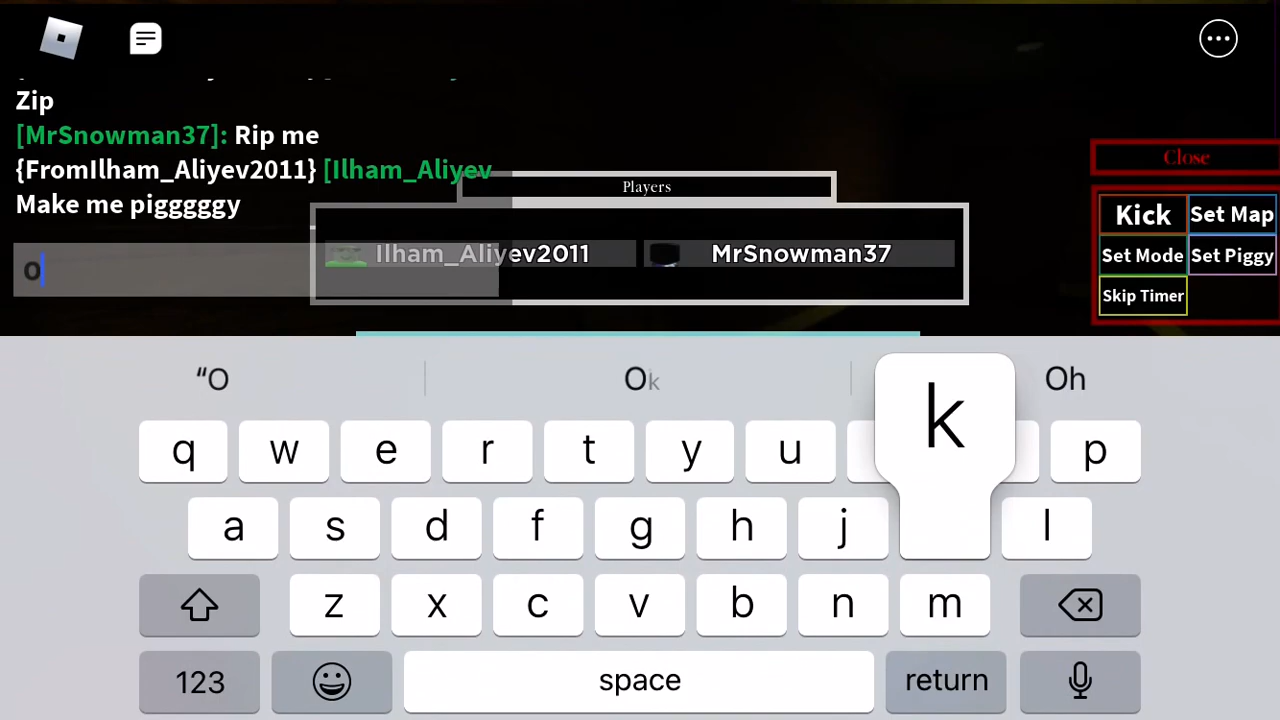 Zip
[MrSnowman37]: Rip me
{FromIlham_Aliyev2011} [Ilham_Aliyev
Make me pigggggy
o
Players
Ilham_Aliyev2011 MrSnowman37
Close
Kick Set Map
Set Mode Set Piggy
Skip Timer
“O Ok Oh
k
q w e r t y u p
a s d f g h j l
z x c v b n m
123 space return